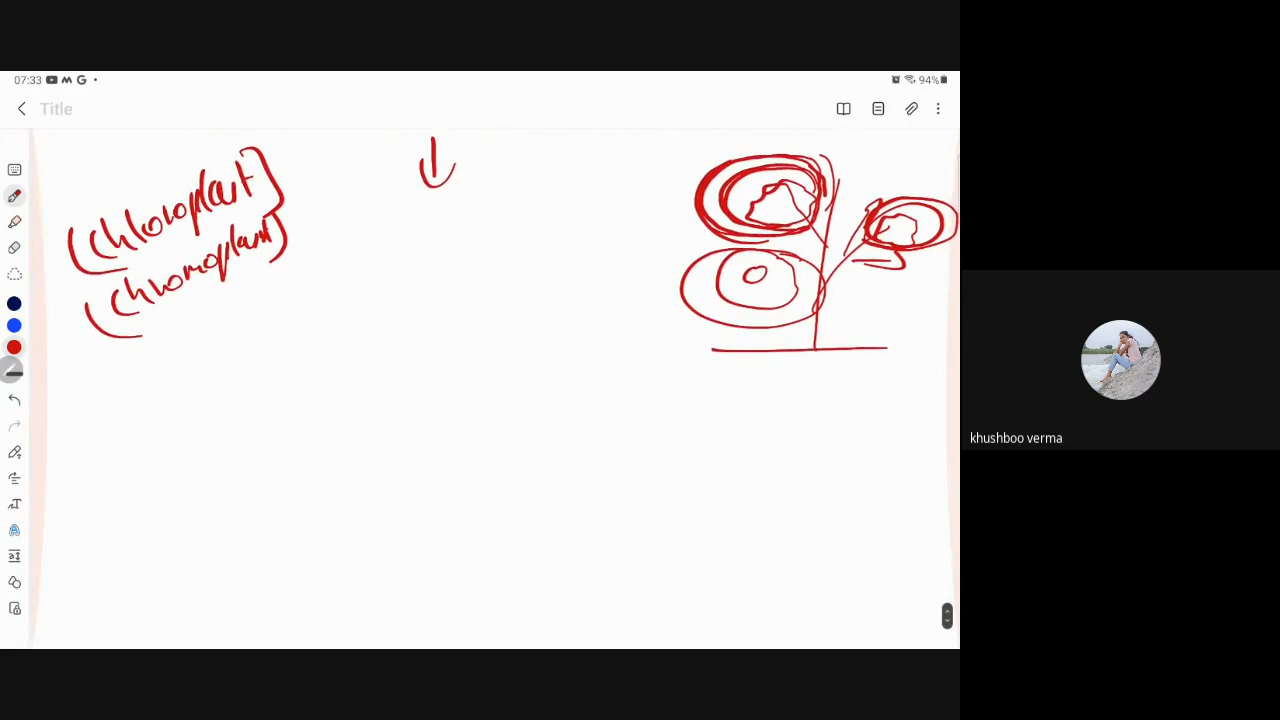 07:33
94%
Title
(Chloroplast)
(Chromoplast)
khushboo verma